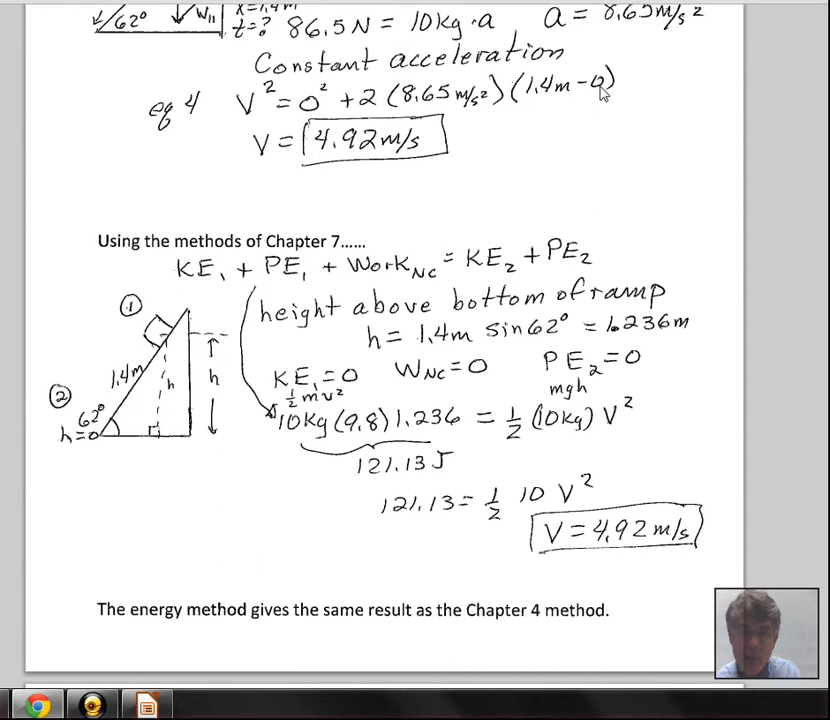 62° W|| x=1.4m
t=? 86.5N = 10kg·a a = 8.65m/s²
Constant acceleration
eq 4 V² = 0² + 2 (8.65 m/s²) (1.4m - 0)
V = 4.92m/s
Using the methods of Chapter 7......
KE₁ + PE₁ + Work_NC = KE₂ + PE₂
① height above bottom of ramp
h = 1.4m sin 62° = 1.236m
1.4m h h KE₁=0 W_NC=0 PE₂=0
½mv² mgh
② 62° h=0
10kg(9.8)1.236 = ½(10kg) V²
121.13J
121.13 = ½ 10 V²
V = 4.92 m/s
The energy method gives the same result as the Chapter 4 method.